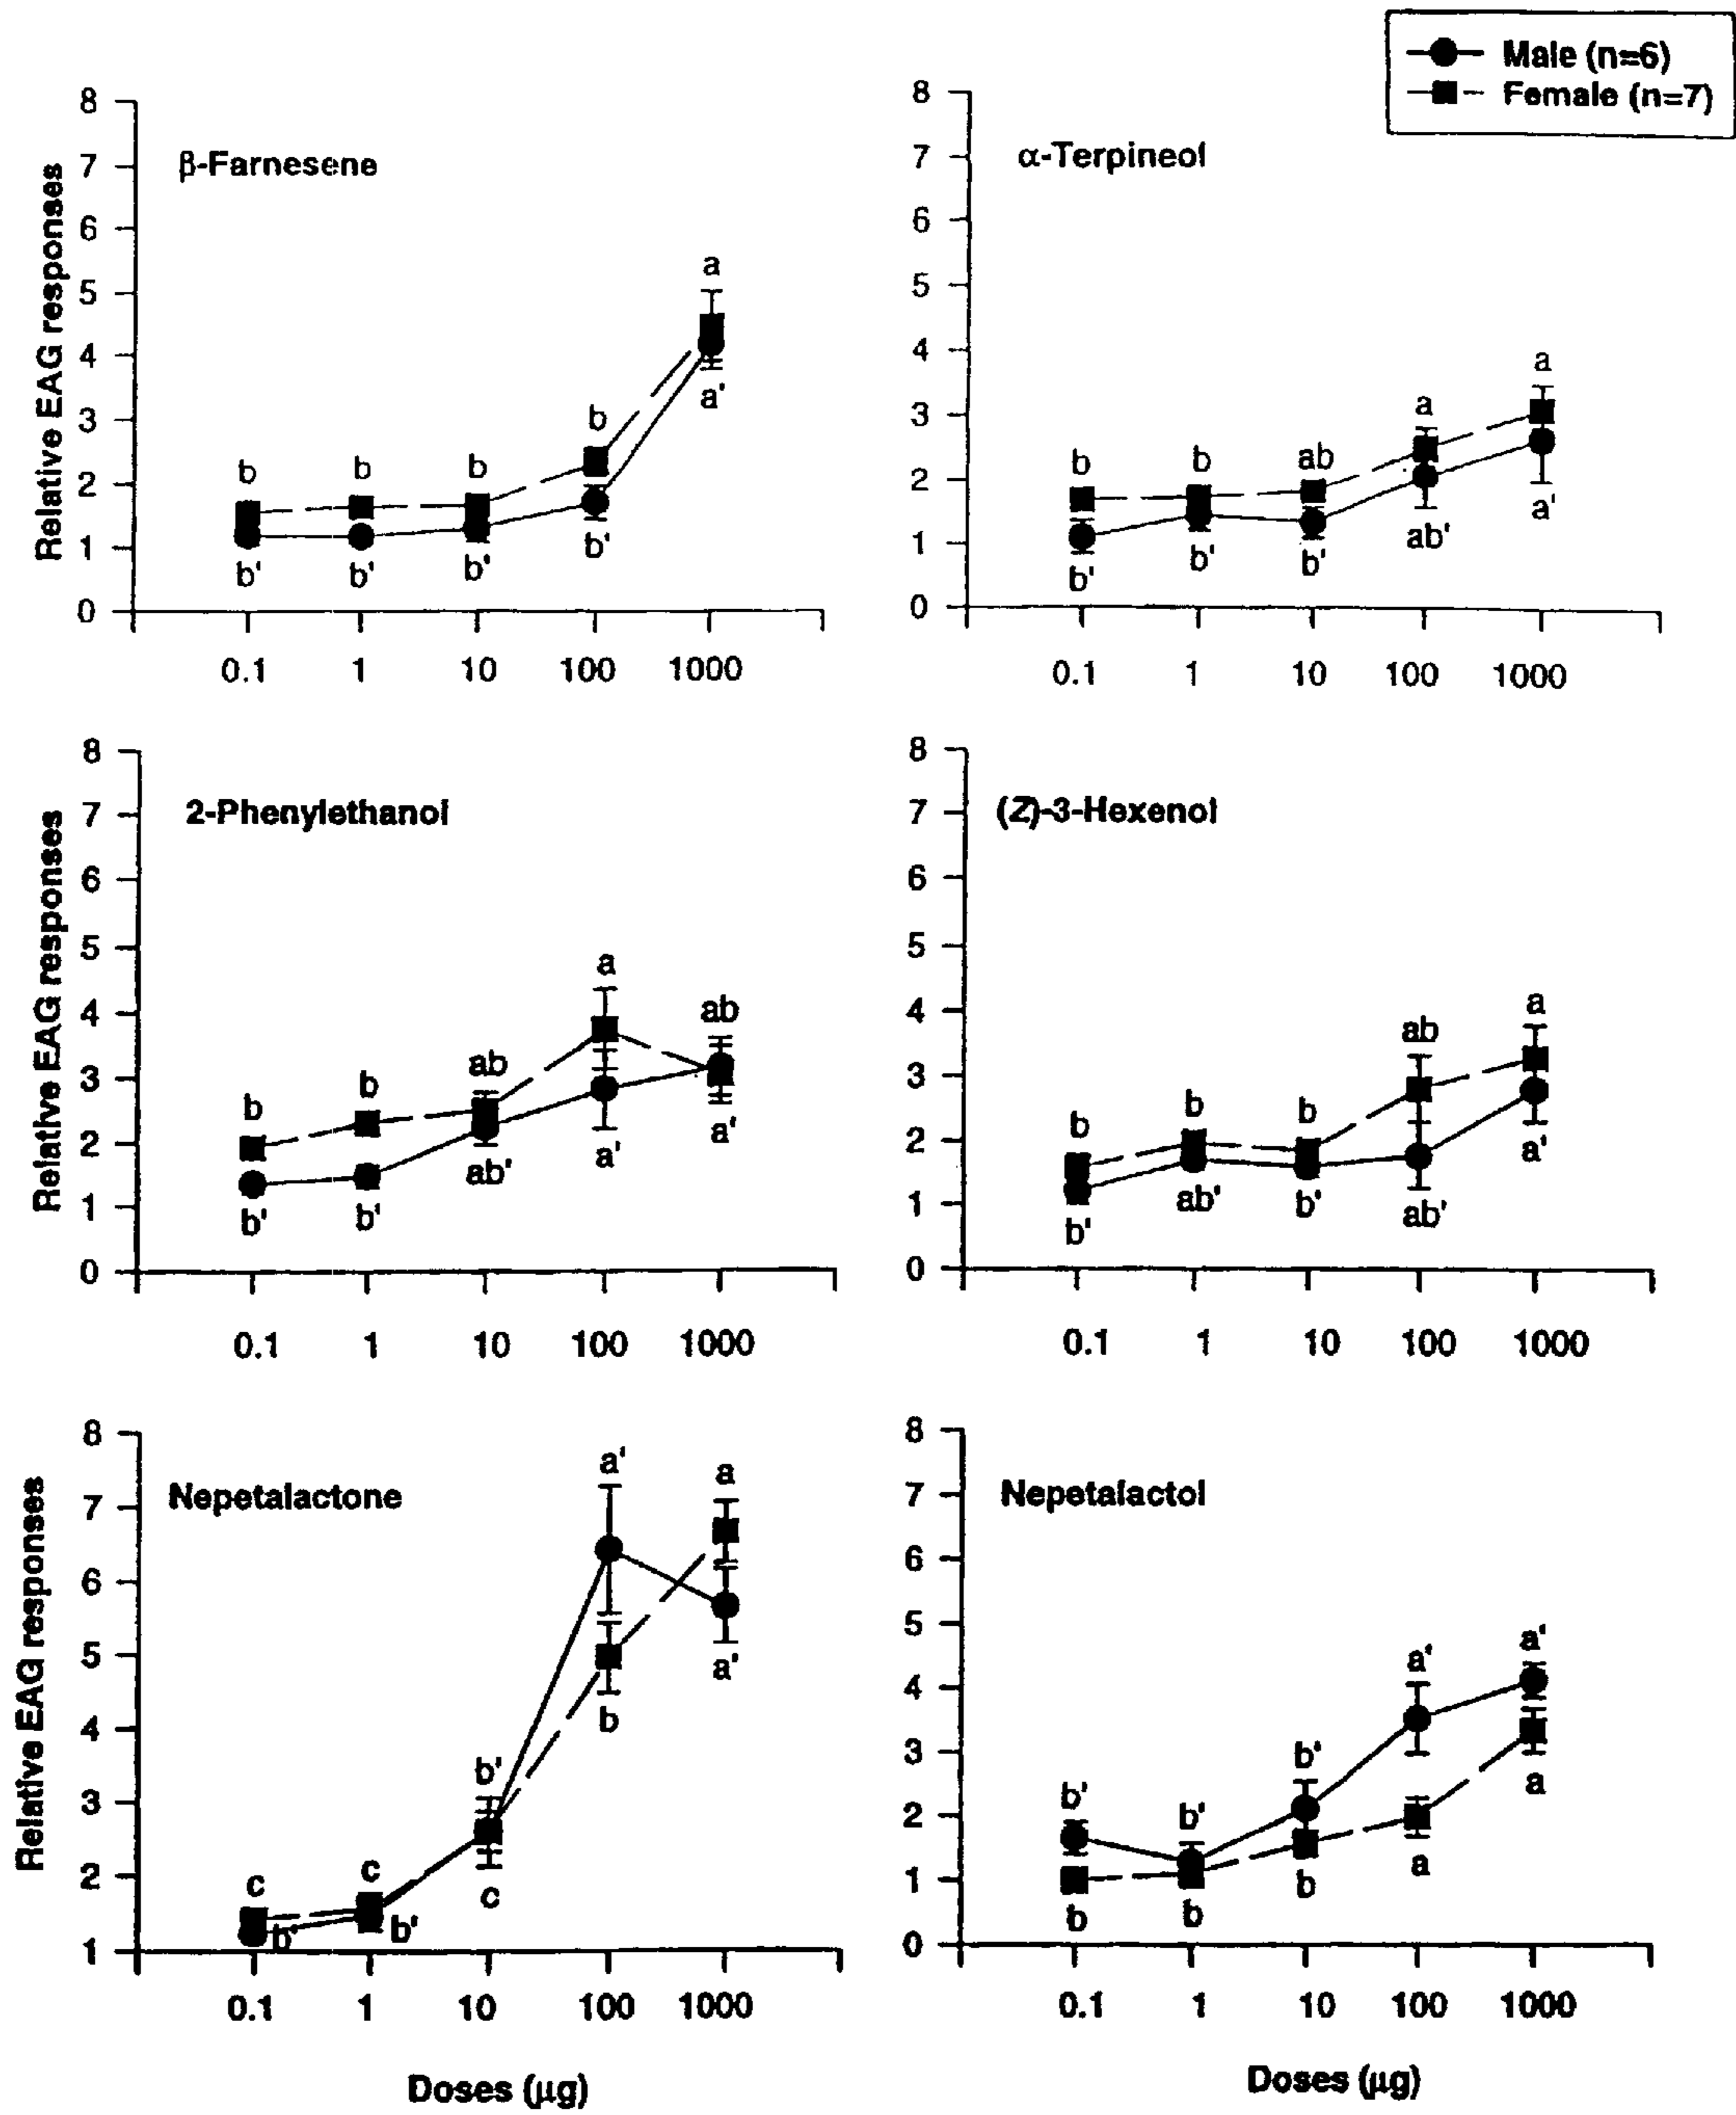 Male (n=6)
Female (n=7)
Relative EAG responses
8
7
6
5
4
3
2
1
0
β-Farnesene
b
b
b
b
a
b'
b'
b'
b'
a'
0.1 1 10 100 1000
8
7
6
5
4
3
2
1
0
α-Terpineol
b
b
ab
a
a
b'
b'
b'
ab'
a'
0.1 1 10 100 1000
Relative EAG responses
8
7
6
5
4
3
2
1
0
2-Phenylethanol
b
b
ab
a
ab
b'
b'
ab'
a'
a'
0.1 1 10 100 1000
8
7
6
5
4
3
2
1
0
(Z)-3-Hexenol
b
b
b
ab
a
b'
ab'
b'
ab'
a'
0.1 1 10 100 1000
Relative EAG responses
8
7
6
5
4
3
2
1
Nepetalactone
c
c
b'
a'
a
b'
b'
c
b
a'
0.1 1 10 100 1000
Doses (μg)
8
7
6
5
4
3
2
1
0
Nepetalactol
b'
b'
b'
a'
a'
b
b
b
a
a
0.1 1 10 100 1000
Doses (μg)